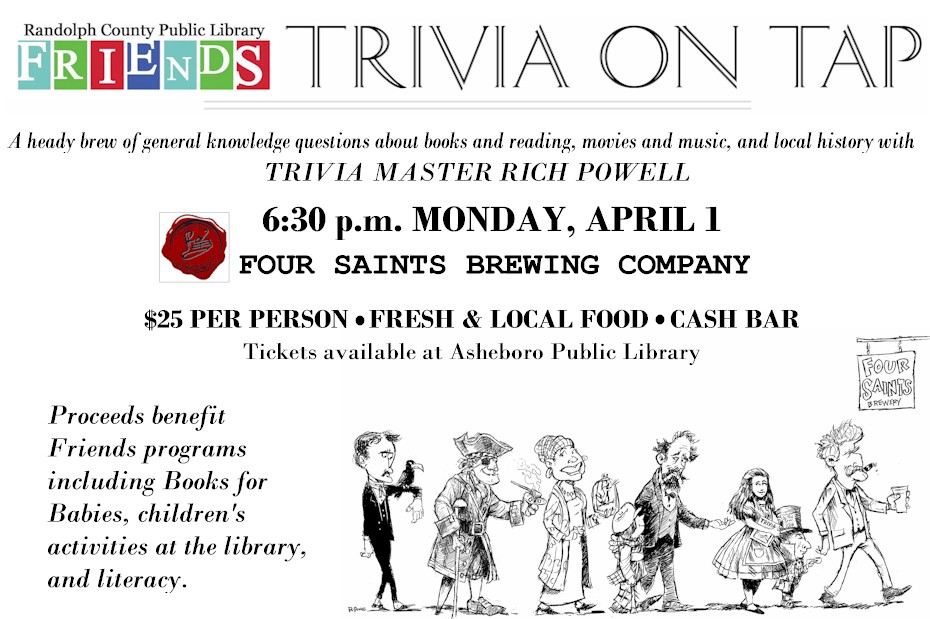 Randolph County Public Library
FRIENDS
TRIVIA ON TAP
A heady brew of general knowledge questions about books and reading, movies and music, and local history with
TRIVIA MASTER RICH POWELL
6:30 p.m. MONDAY, APRIL 1
FOUR SAINTS BREWING COMPANY
$25 PER PERSON • FRESH & LOCAL FOOD • CASH BAR
Tickets available at Asheboro Public Library
FOUR
SAINTS
BREWERY
Proceeds benefit
Friends programs
including Books for
Babies, children's
activities at the library,
and literacy.